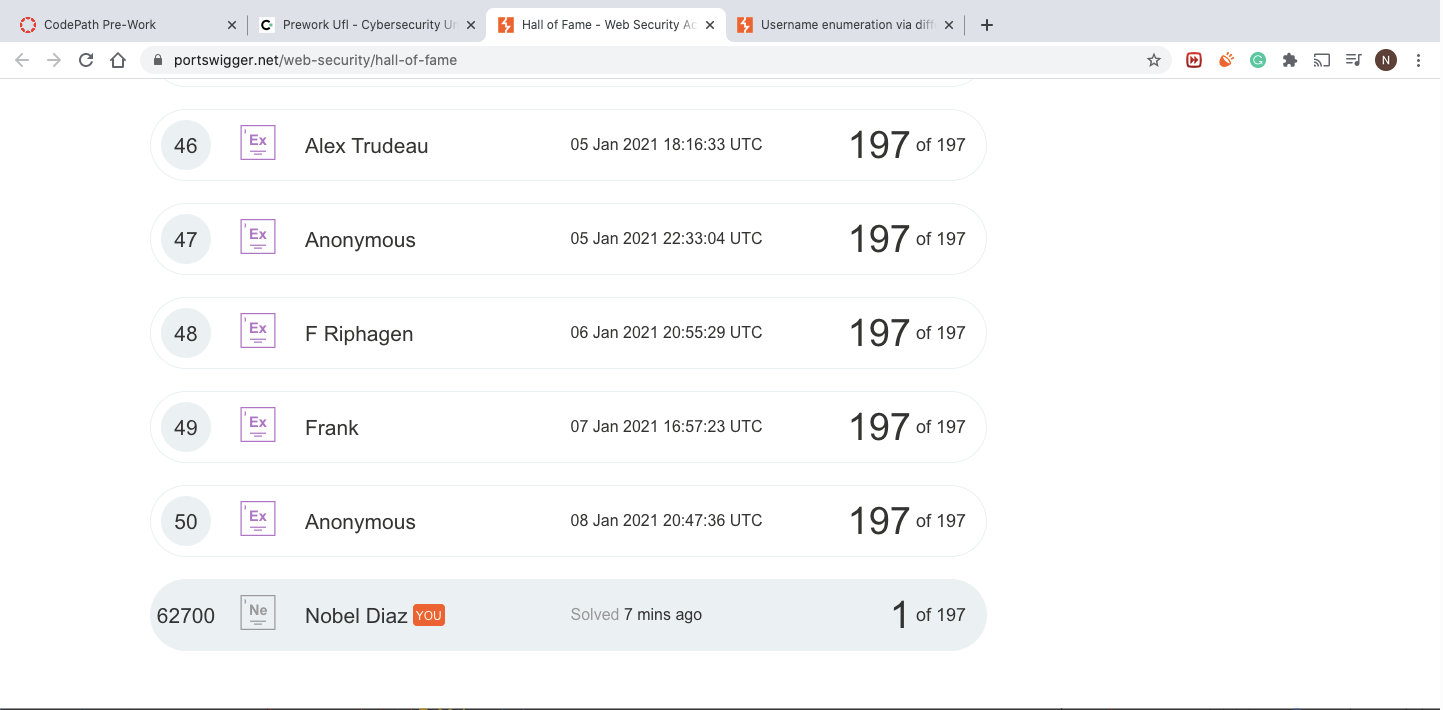 CodePath Pre-Work
Prework Ufl - Cybersecurity Un
Hall of Fame - Web Security Ac
Username enumeration via diff
portswigger.net/web-security/hall-of-fame
N
46 'Ex Alex Trudeau 05 Jan 2021 18:16:33 UTC 197 of 197
47 'Ex Anonymous 05 Jan 2021 22:33:04 UTC 197 of 197
48 'Ex F Riphagen 06 Jan 2021 20:55:29 UTC 197 of 197
49 'Ex Frank 07 Jan 2021 16:57:23 UTC 197 of 197
50 'Ex Anonymous 08 Jan 2021 20:47:36 UTC 197 of 197
62700 'Ne Nobel Diaz YOU Solved 7 mins ago 1 of 197